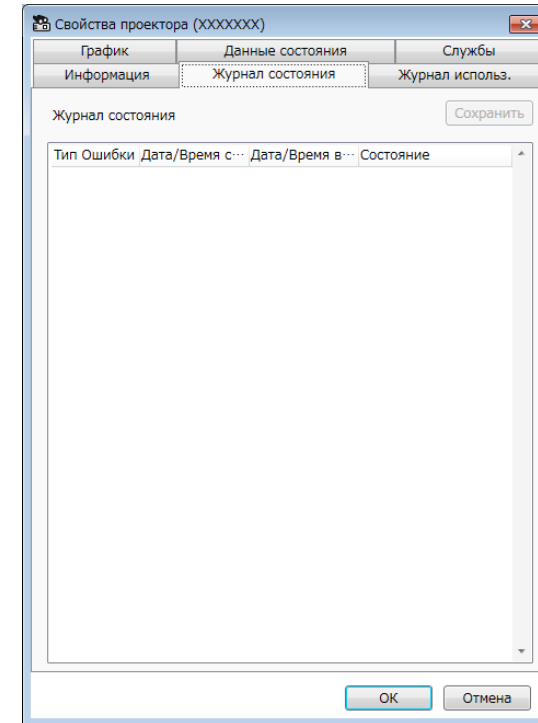 Свойства проектора (XXXXXXX)
График Данные состояния Службы
Информация Журнал состояния Журнал использ.
Журнал состояния Сохранить
Тип Ошибки Дата/Время с... Дата/Время в... Состояние
OK Отмена